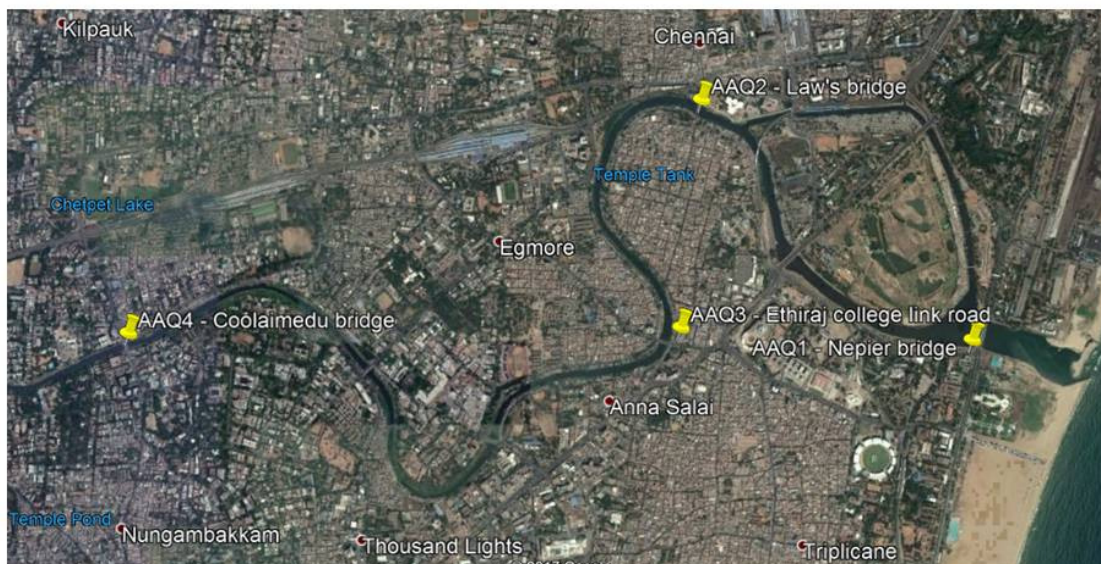 Kilpauk
Chennai
AAQ2 - Law's bridge
Temple Tank
Chetpet Lake
Egmore
AAQ4 - Coolaimedu bridge
AAQ3 - Ethiraj college link road
AAQ1 - Nepier bridge
Anna Salai
Temple Pond
Nungambakkam
Thousand Lights
Triplicane